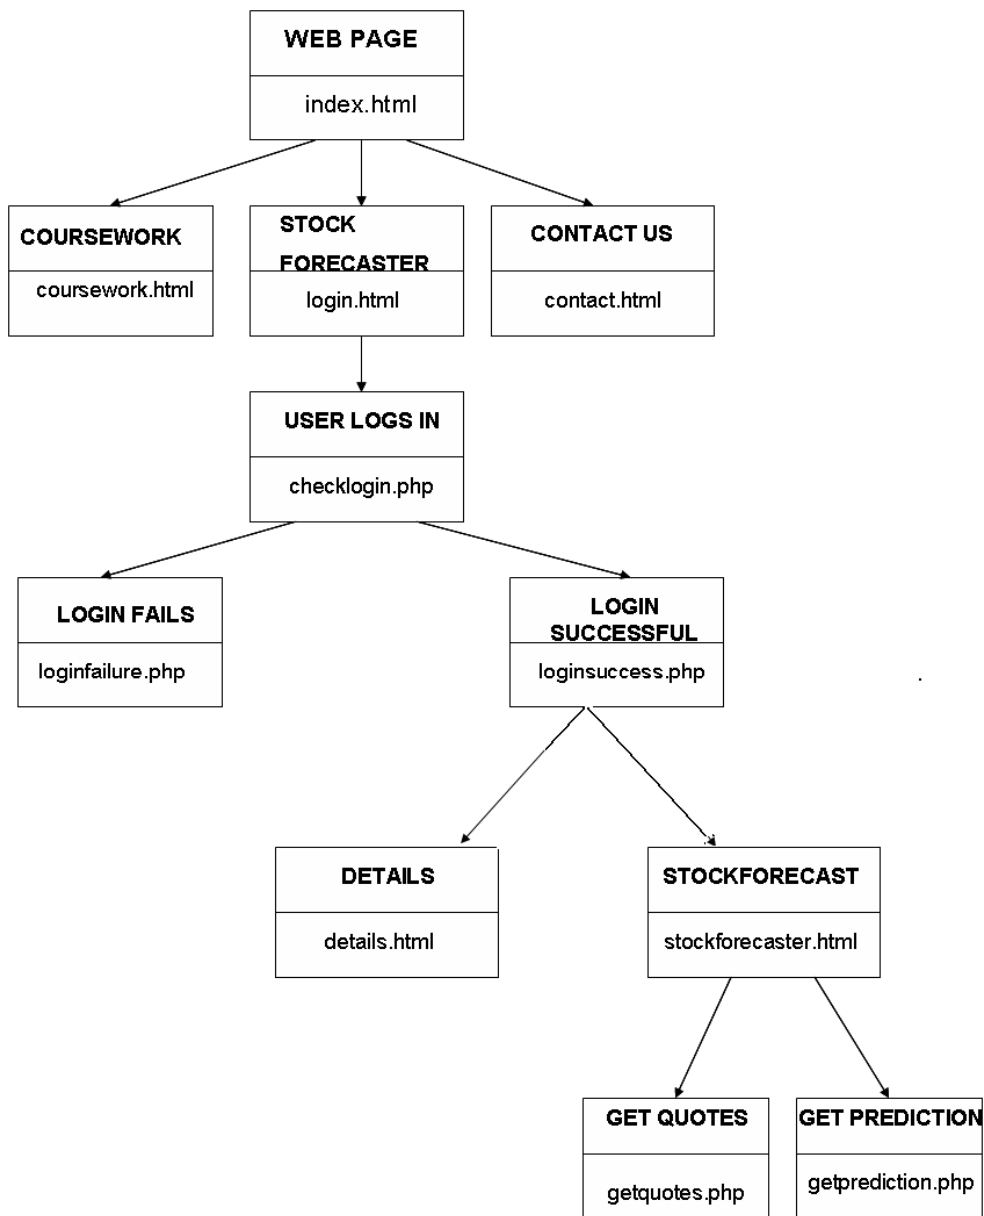 WEB PAGE
index.html
COURSEWORK
coursework.html
STOCK
FORECASTER
login.html
CONTACT US
contact.html
USER LOGS IN
checklogin.php
LOGIN FAILS
loginfailure.php
LOGIN
SUCCESSFUL
loginsuccess.php
DETAILS
details.html
STOCKFORECAST
stockforecaster.html
GET QUOTES
getquotes.php
GET PREDICTION
getprediction.php